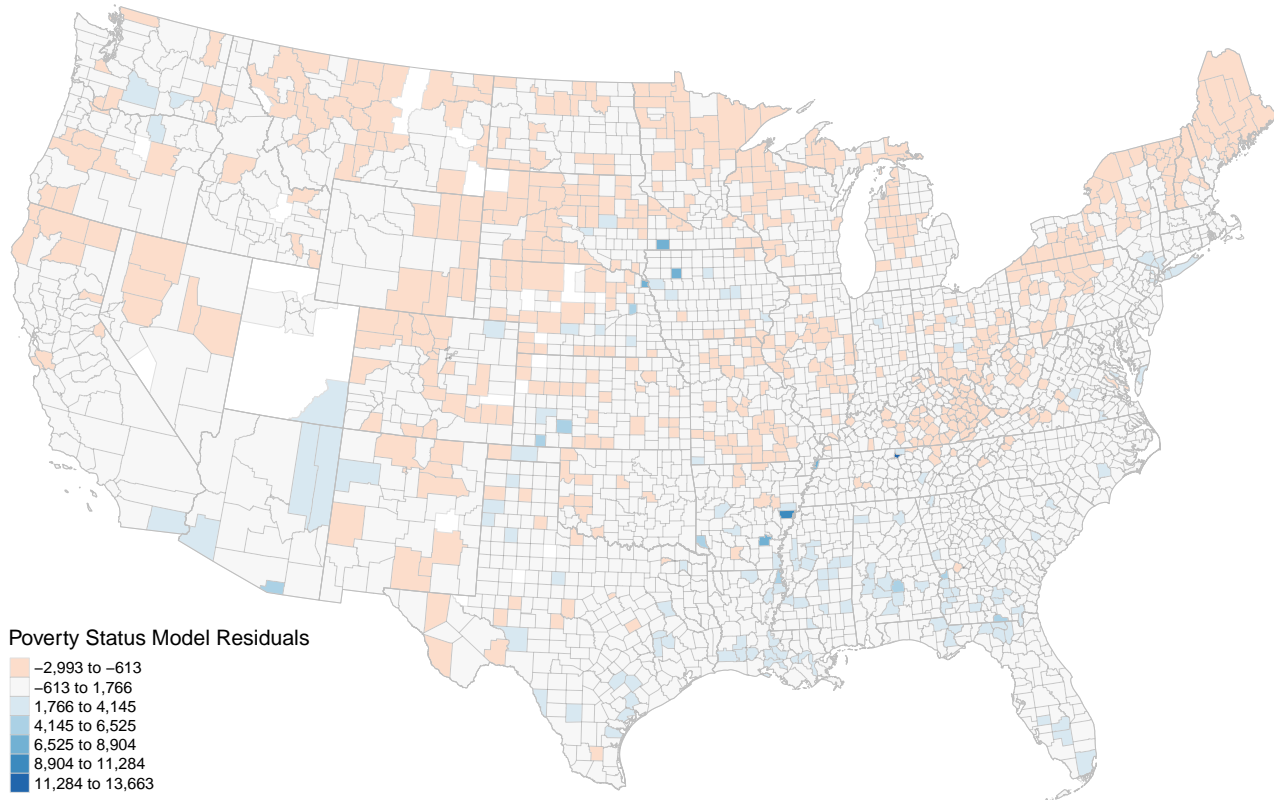 Poverty Status Model Residuals
−2,993 to −613
−613 to 1,766
1,766 to 4,145
4,145 to 6,525
6,525 to 8,904
8,904 to 11,284
11,284 to 13,663